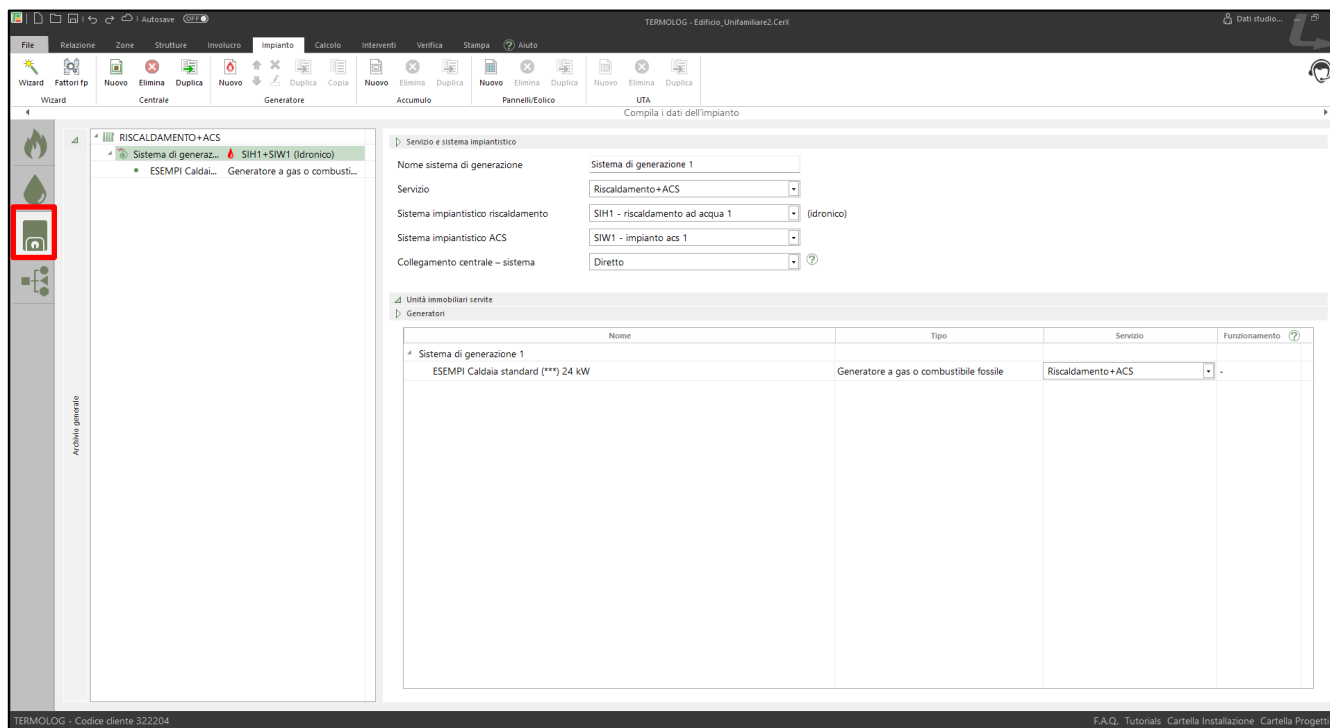 Autosave OFF TERMOLOG - Edificio_Unifamiliare2.CerX Dati studio...
File Relazione Zone Strutture Involucro Impianto Calcolo Interventi Verifica Stampa ? Aiuto
Wizard Fattori fp Nuovo Elimina Duplica Nuovo Duplica Copia Nuovo Elimina Duplica Nuovo Elimina Duplica Nuovo Elimina Duplica
Wizard Centrale Generatore Accumulo Pannelli/Eolico UTA
Compila i dati dell'impianto
Archivio generale
RISCALDAMENTO+ACS
Sistema di generaz... SIH1+SIW1 (Idronico)
ESEMPI Caldai... Generatore a gas o combusti...
Servizio e sistema impiantistico
Nome sistema di generazione Sistema di generazione 1
Servizio Riscaldamento+ACS
Sistema impiantistico riscaldamento SIH1 - riscaldamento ad acqua 1 (idronico)
Sistema impiantistico ACS SIW1 - impianto acs 1
Collegamento centrale – sistema Diretto ?
Unità immobiliari servite
Generatori
Nome Tipo Servizio Funzionamento ?
Sistema di generazione 1
ESEMPI Caldaia standard (***) 24 kW Generatore a gas o combustibile fossile Riscaldamento+ACS -
TERMOLOG - Codice cliente 322204 F.A.Q. Tutorials Cartella Installazione Cartella Progetti